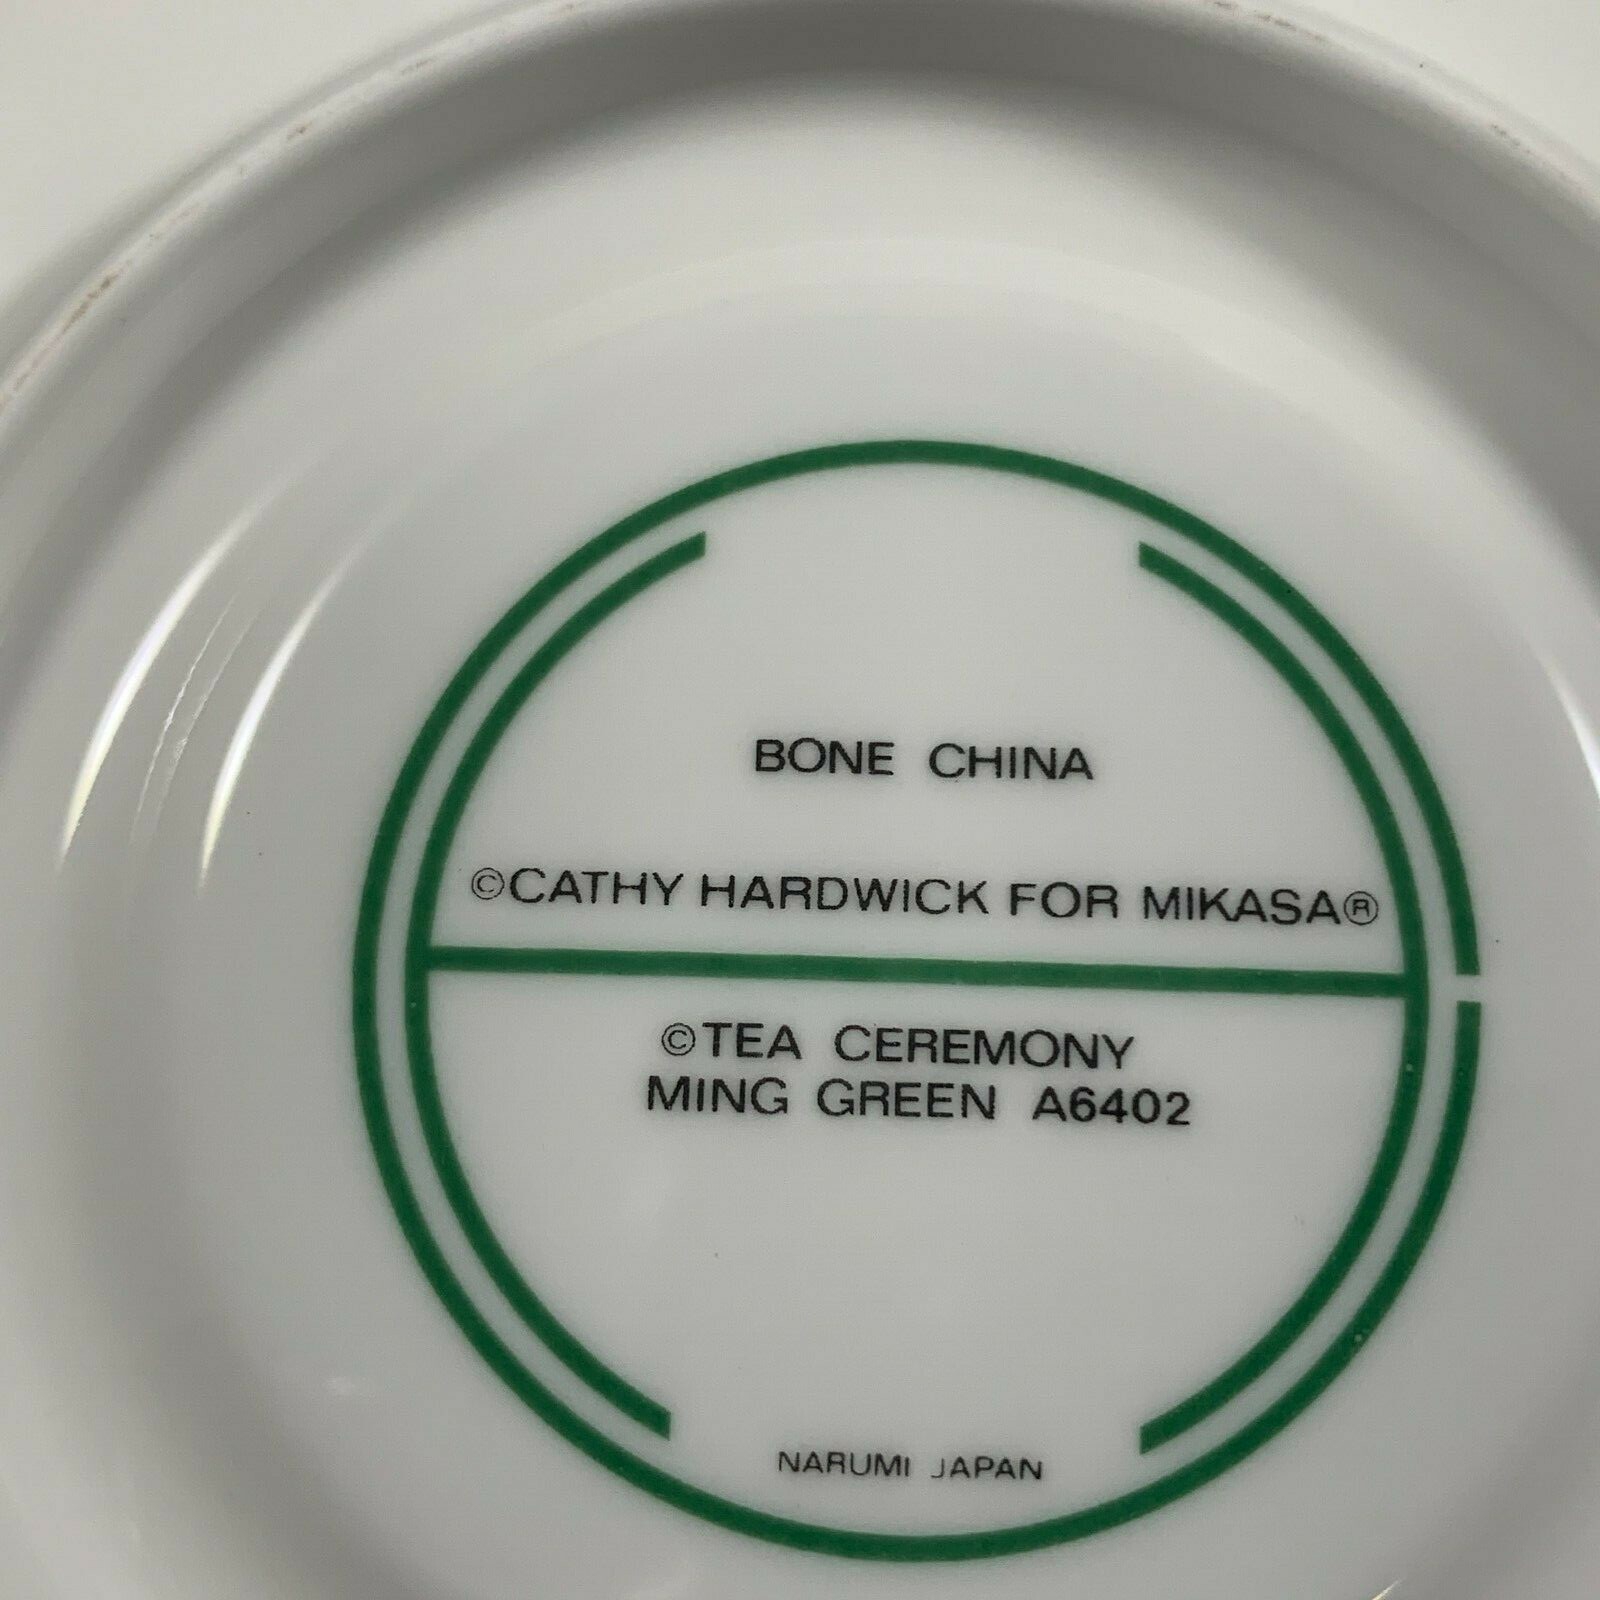 BONE CHINA
©CATHY HARDWICK FOR MIKASA®
©TEA CEREMONY
MING GREEN A6402
NARUMI JAPAN